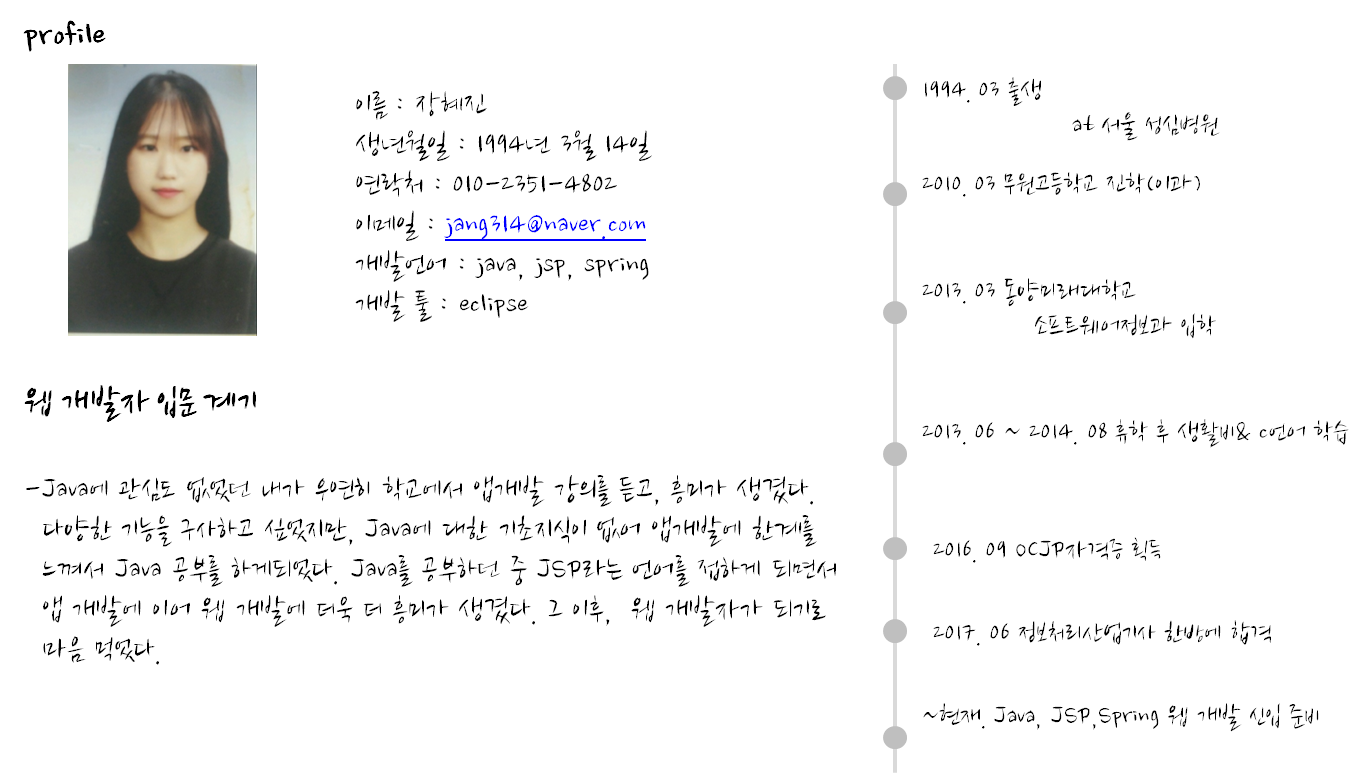 profile
이름 : 장혜진
생년월일 : 1994년 3월 14일
연락처 : 010-2351-4802
이메일 : jang314@naver.com
개발언어 : java, jsp, spring
개발 툴 : eclipse
웹 개발자 입문 계기
-Java에 관심도 없었던 내가 우연히 학교에서 앱개발 강의를 듣고, 흥미가 생겼다.
다양한 기능을 구사하고 싶었지만, Java에 대한 기초지식이 없어 앱개발에 한계를
느껴서 Java 공부를 하게되었다. Java를 공부하던 중 JSP라는 언어를 접하게 되면서
앱 개발에 이어 웹 개발에 더욱 더 흥미가 생겼다. 그 이후, 웹 개발자가 되기로
마음 먹었다.
1994. 03 출생
at 서울 성심병원
2010. 03 무원고등학교 진학(이과)
2013. 03 동양미래대학교
소프트웨어정보과 입학
2013. 06 ~ 2014. 08 휴학 후 생활비& c언어 학습
2016. 09 OCJP자격증 획득
2017. 06 정보처리산업기사 한방에 합격
~현재. Java, JSP,Spring 웹 개발 신입 준비